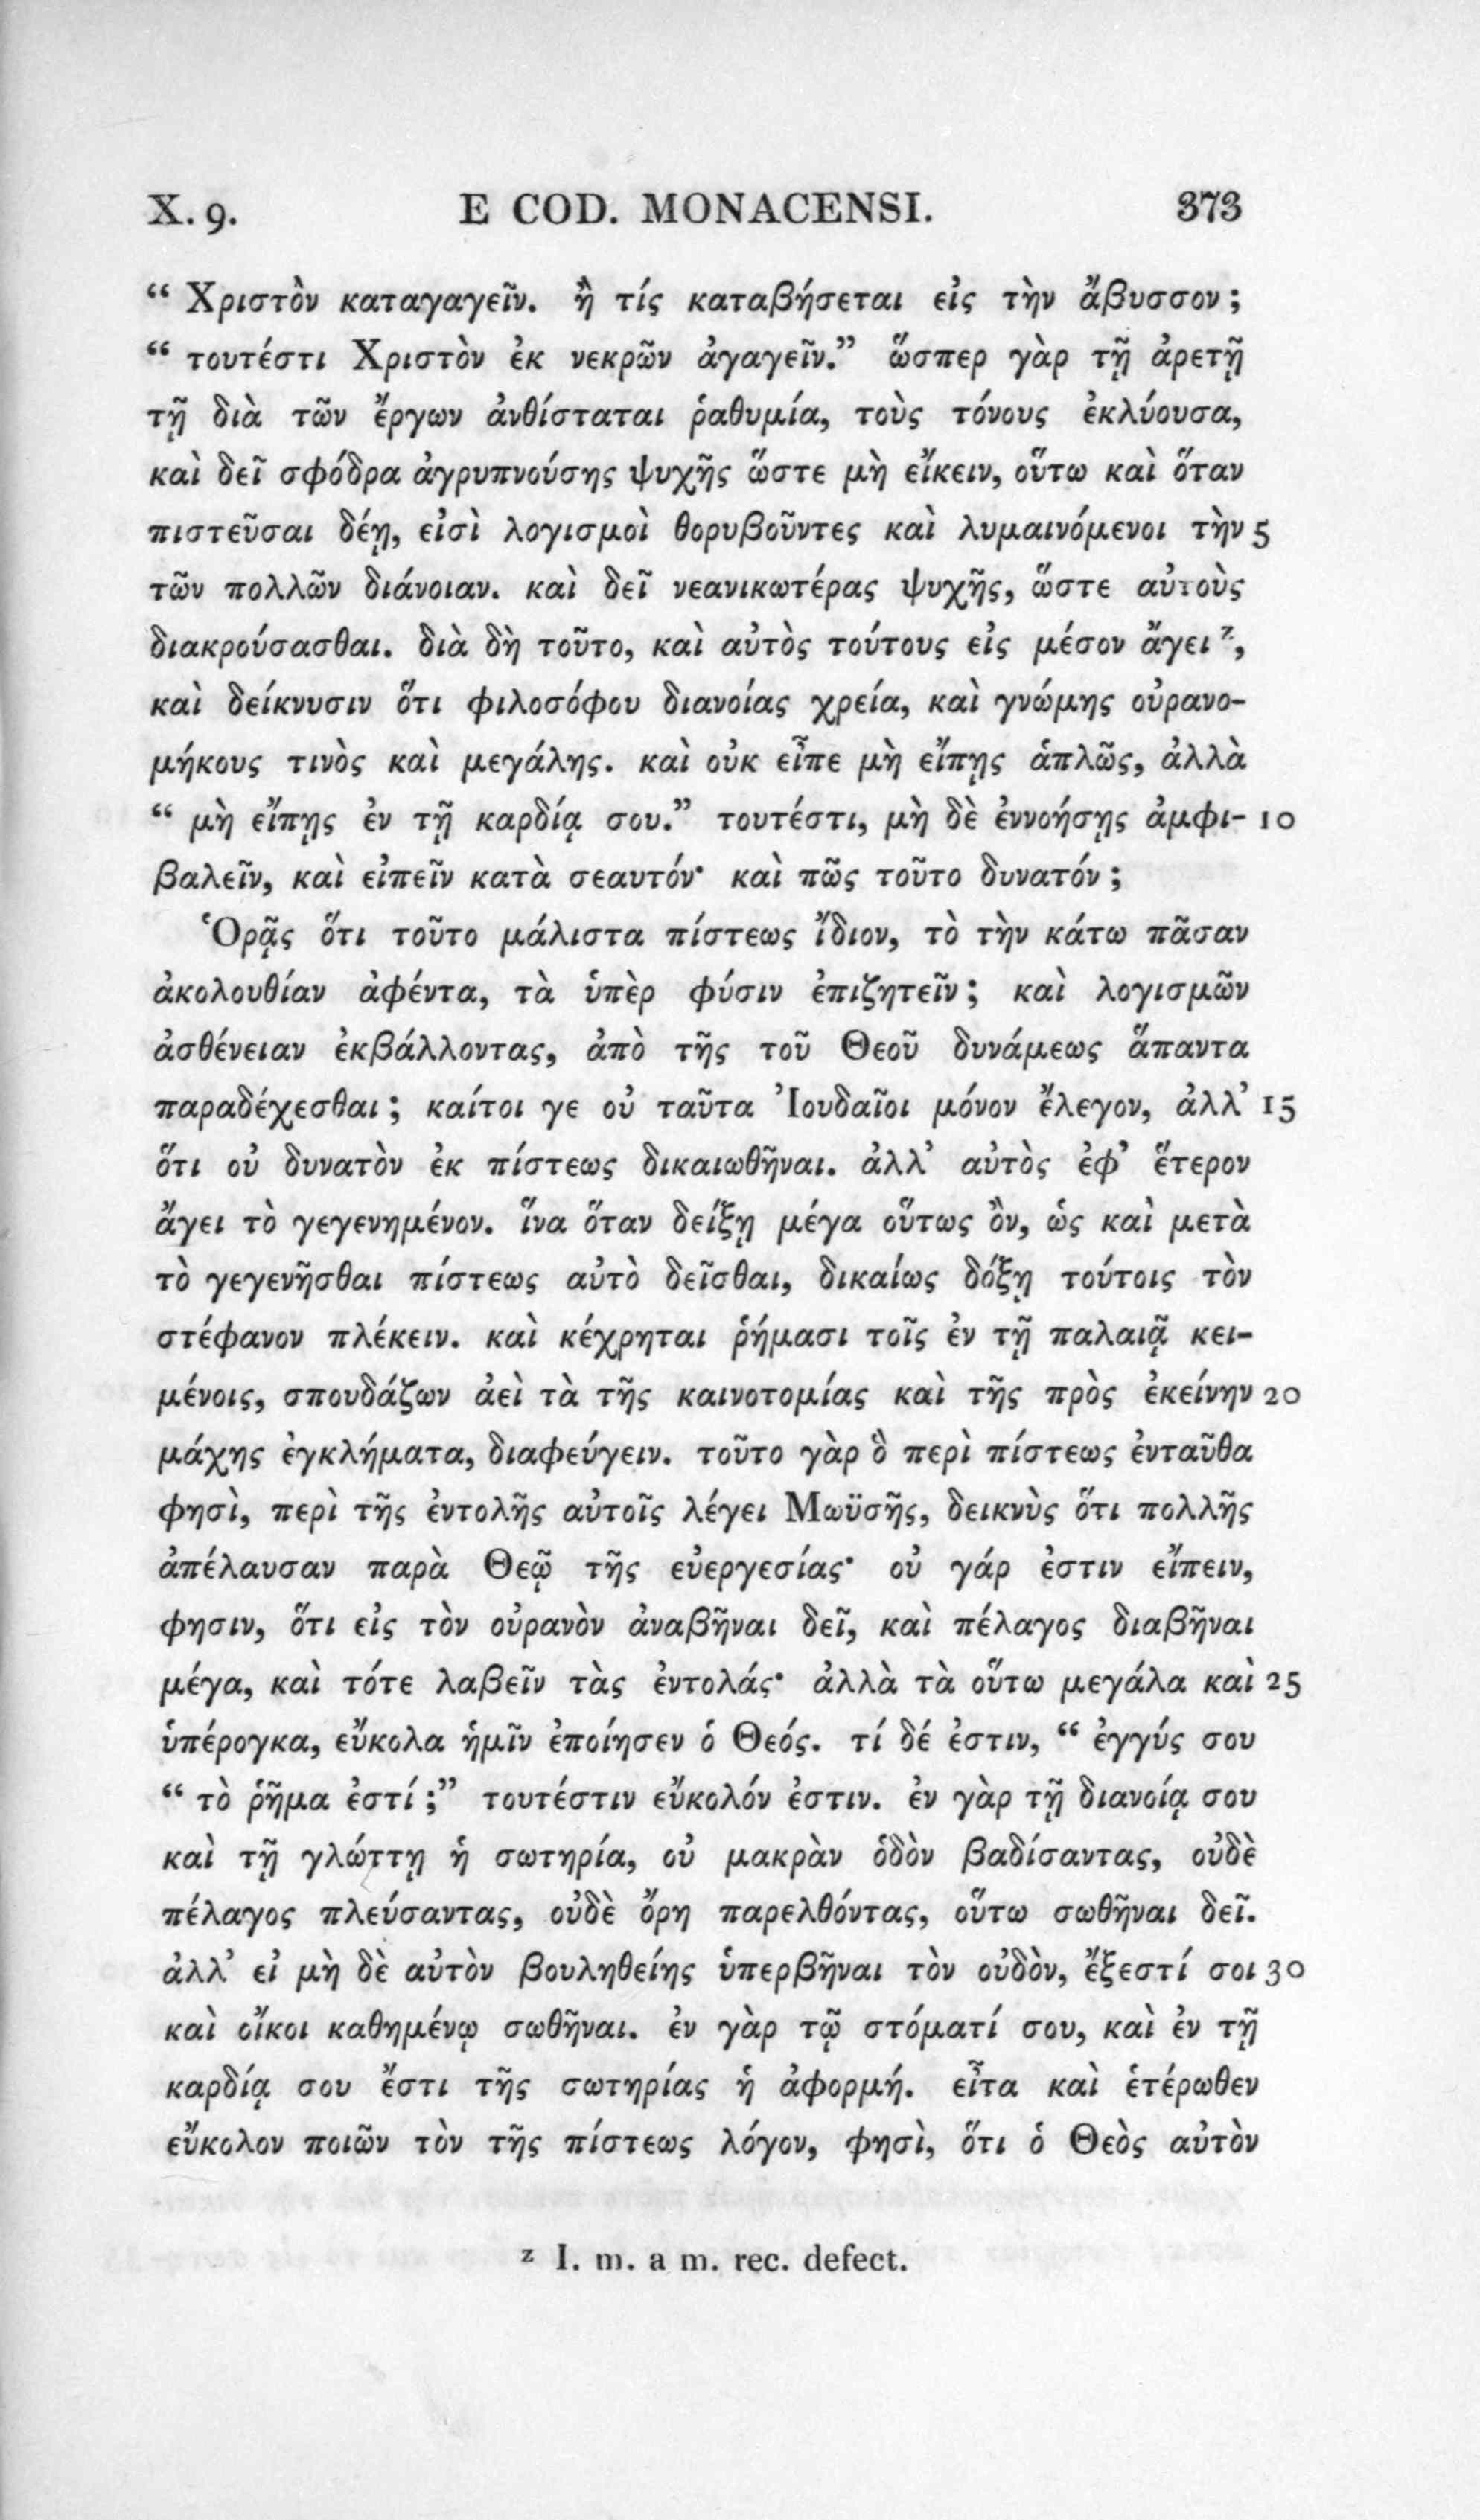 X. 9. E COD. MONACENSI. 373
“ Χριστὸν καταγαγεῖν. ἢ τίς καταβήσεται εἰς τὴν ἄβυσσον ;
“ τουτέστι Χριστὸν ἐκ νεκρῶν ἀγαγεῖν.” ὥσπερ γὰρ τῇ ἀρετῇ
τῇ διὰ τῶν ἔργων ἀνθίσταται ῥαθυμία, τοὺς τόνους ἐκλύουσα,
καὶ δεῖ σφόδρα ἀγρυπνούσης ψυχῆς ὥστε μὴ εἴκειν, οὕτω καὶ ὅταν
πιστεῦσαι δέῃ, εἰσὶ λογισμοὶ θορυβοῦντες καὶ λυμαινόμενοι τὴν 5
τῶν πολλῶν διάνοιαν. καὶ δεῖ νεανικωτέρας ψυχῆς, ὥστε αὐτοὺς
διακρούσασθαι. διὰ δὴ τοῦτο, καὶ αὐτὸς τούτους εἰς μέσον ἄγει z,
καὶ δείκνυσιν ὅτι φιλοσόφου διανοίας χρεία, καὶ γνώμης οὐρανο-
μήκους τινὸς καὶ μεγάλης. καὶ οὐκ εἶπε μὴ εἴπῃς ἁπλῶς, ἀλλὰ
“ μὴ εἴπῃς ἐν τῇ καρδίᾳ σου.” τουτέστι, μὴ δὲ ἐννοήσῃς ἀμφι- 10
βαλεῖν, καὶ εἰπεῖν κατὰ σεαυτόν· καὶ πῶς τοῦτο δυνατόν ;
Ὁρᾷς ὅτι τοῦτο μάλιστα πίστεως ἴδιον, τὸ τὴν κάτω πᾶσαν
ἀκολουθίαν ἀφέντα, τὰ ὑπὲρ φύσιν ἐπιζητεῖν ; καὶ λογισμῶν
ἀσθένειαν ἐκβάλλοντας, ἀπὸ τῆς τοῦ Θεοῦ δυνάμεως ἅπαντα
παραδέχεσθαι ; καίτοι γε οὐ ταῦτα Ἰουδαῖοι μόνον ἔλεγον, ἀλλ’ 15
ὅτι οὐ δυνατὸν ἐκ πίστεως δικαιωθῆναι. ἀλλ’ αὐτὸς ἐφ’ ἕτερον
ἄγει τὸ γεγενημένον. ἵνα ὅταν δείξῃ μέγα οὕτως ὂν, ὡς καὶ μετὰ
τὸ γεγενῆσθαι πίστεως αὐτὸ δεῖσθαι, δικαίως δόξῃ τούτοις τὸν
στέφανον πλέκειν. καὶ κέχρηται ῥήμασι τοῖς ἐν τῇ παλαιᾷ κει-
μένοις, σπουδάζων ἀεὶ τὰ τῆς καινοτομίας καὶ τῆς πρὸς ἐκείνην 20
μάχης ἐγκλήματα, διαφεύγειν. τοῦτο γὰρ ὃ περὶ πίστεως ἐνταῦθα
φησὶ, περὶ τῆς ἐντολῆς αὐτοῖς λέγει Μωϋσῆς, δεικνὺς ὅτι πολλῆς
ἀπέλαυσαν παρὰ Θεῷ τῆς εὐεργεσίας· οὐ γάρ ἐστιν εἴπειν,
φησιν, ὅτι εἰς τὸν οὐρανὸν ἀναβῆναι δεῖ, καὶ πέλαγος διαβῆναι
μέγα, καὶ τότε λαβεῖν τὰς ἐντολάς· ἀλλὰ τὰ οὕτω μεγάλα καὶ 25
ὑπέρογκα, εὔκολα ἡμῖν ἐποίησεν ὁ Θεός. τί δέ ἐστιν, “ ἐγγύς σου
“ τὸ ῥῆμα ἐστί ;” τουτέστιν εὔκολόν ἐστιν. ἐν γὰρ τῇ διανοίᾳ σου
καὶ τῇ γλώττῃ ἡ σωτηρία, οὐ μακρὰν ὁδὸν βαδίσαντας, οὐδὲ
πέλαγος πλεύσαντας, οὐδὲ ὄρη παρελθόντας, οὕτω σωθῆναι δεῖ.
ἀλλ’ εἰ μὴ δὲ αὐτὸν βουληθείης ὑπερβῆναι τὸν οὐδὸν, ἔξεστί σοι 30
καὶ οἴκοι καθημένῳ σωθῆναι. ἐν γὰρ τῷ στόματί σου, καὶ ἐν τῇ
καρδίᾳ σου ἔστι τῆς σωτηρίας ἡ ἀφορμή. εἶτα καὶ ἑτέρωθεν
εὔκολον ποιῶν τὸν τῆς πίστεως λόγον, φησὶ, ὅτι ὁ Θεὸς αὐτὸν
z I. m. a m. rec. defect.